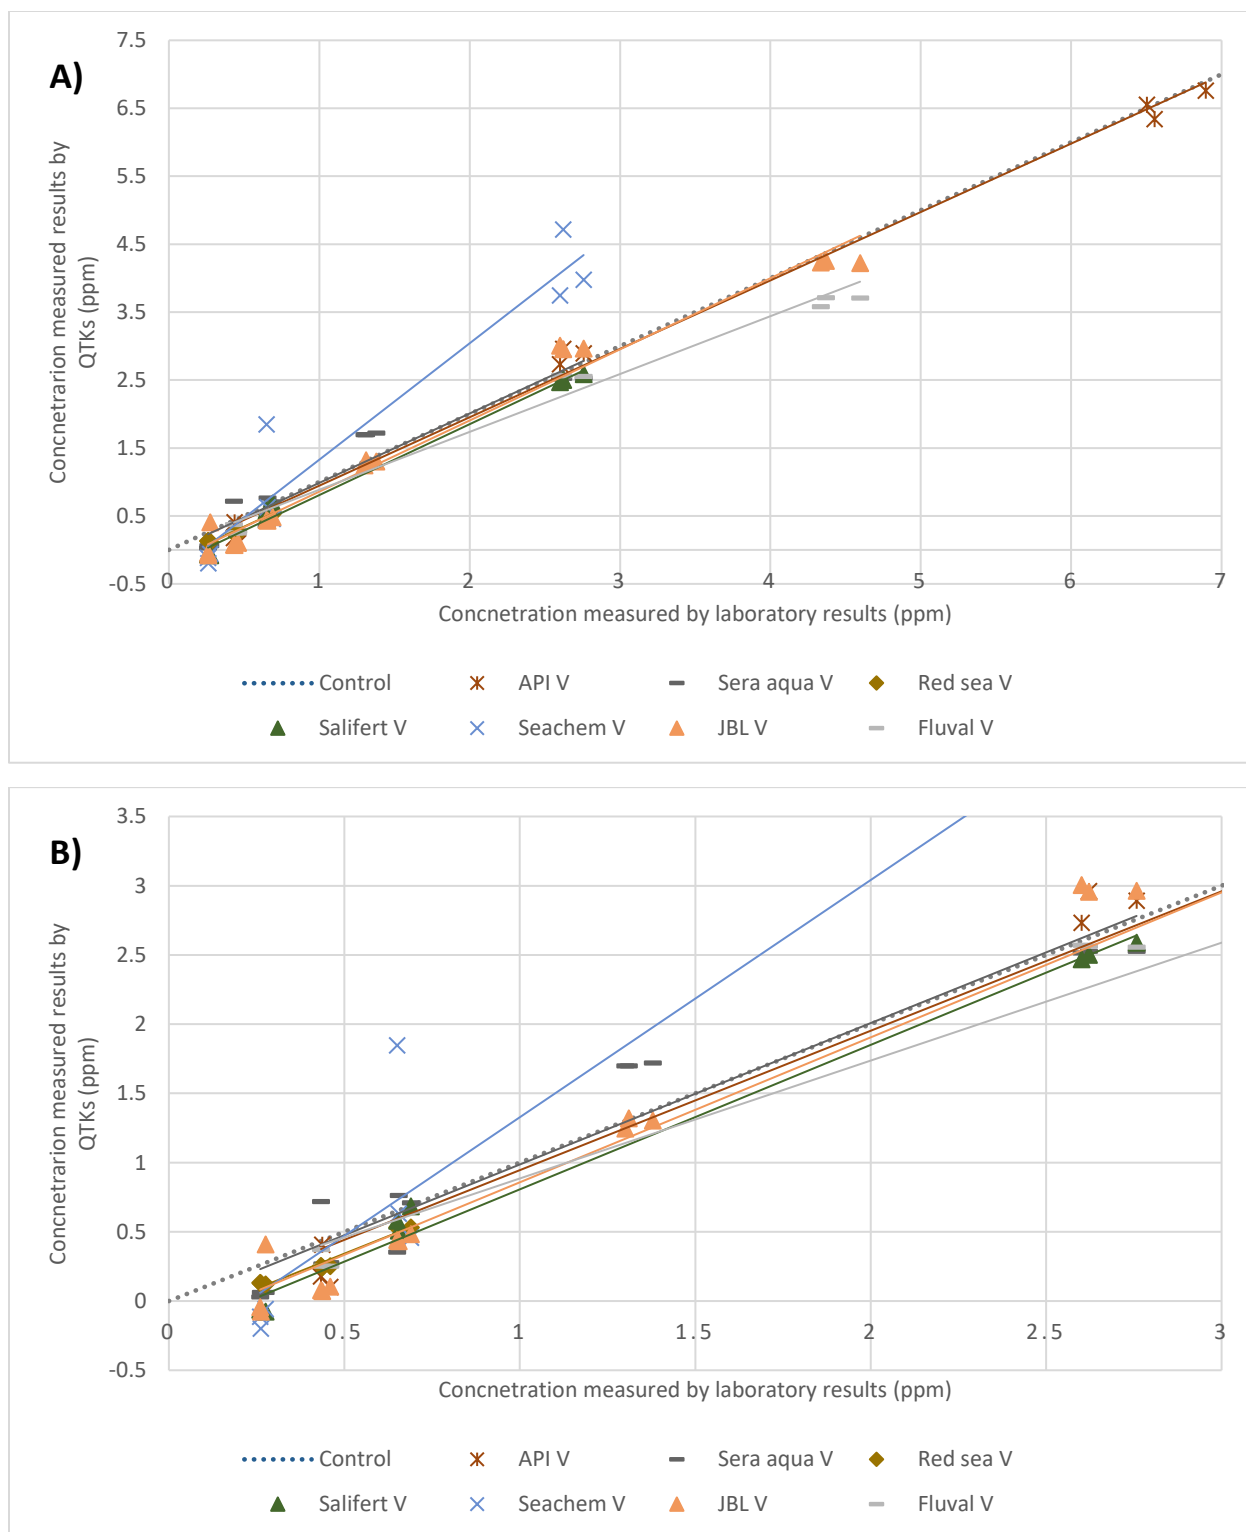 A)
7.5
6.5
5.5
4.5
3.5
2.5
1.5
0.5
-0.5
Concnetrarion measured results by
QTKs (ppm)
0 1 2 3 4 5 6 7
Concnetration measured by laboratory results (ppm)
Control API V Sera aqua V Red sea V
Salifert V Seachem V JBL V Fluval V
B)
3.5
3
2.5
2
1.5
1
0.5
0
-0.5
Concnetrarion measured results by
QTKs (ppm)
0 0.5 1 1.5 2 2.5 3
Concnetration measured by laboratory results (ppm)
Control API V Sera aqua V Red sea V
Salifert V Seachem V JBL V Fluval V